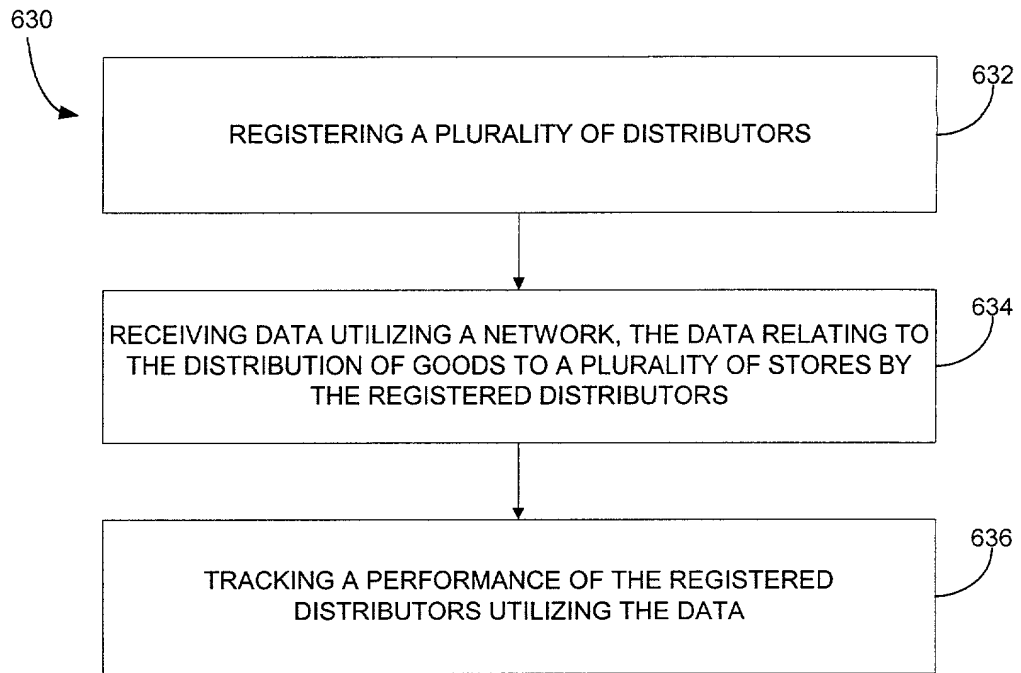 630
632
REGISTERING A PLURALITY OF DISTRIBUTORS
634
RECEIVING DATA UTILIZING A NETWORK, THE DATA RELATING TO
THE DISTRIBUTION OF GOODS TO A PLURALITY OF STORES BY
THE REGISTERED DISTRIBUTORS
636
TRACKING A PERFORMANCE OF THE REGISTERED
DISTRIBUTORS UTILIZING THE DATA